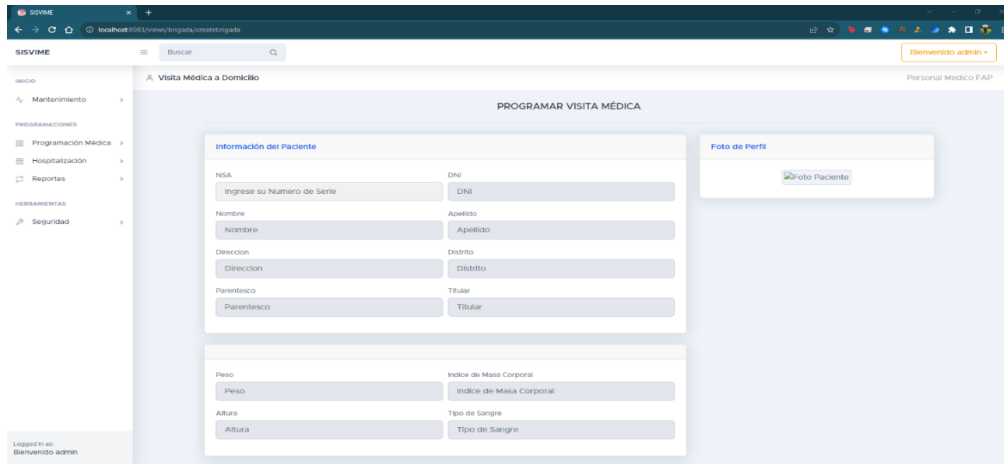 SISVIME
localhost:8083/views/brigada/createbrigada
SISVIME
Buscar
Bienvenido admin
Visita Médica a Domicilio
Personal Medico FAP
INICIO
Mantenimiento
PROGRAMACIONES
Programación Médica
Hospitalización
Reportes
HERRAMIENTAS
Seguridad
PROGRAMAR VISITA MÉDICA
Información del Paciente
NSA
DNI
Ingrese su Numero de Serie
DNI
Nombre
Apellido
Nombre
Apellido
Direccion
Distrito
Direccion
Distrito
Parentesco
Titular
Parentesco
Titular
Foto de Perfil
Foto Paciente
Peso
Indice de Masa Corporal
Peso
Indice de Masa Corporal
Altura
Tipo de Sangre
Altura
Tipo de Sangre
Logged in as:
Bienvenido admin